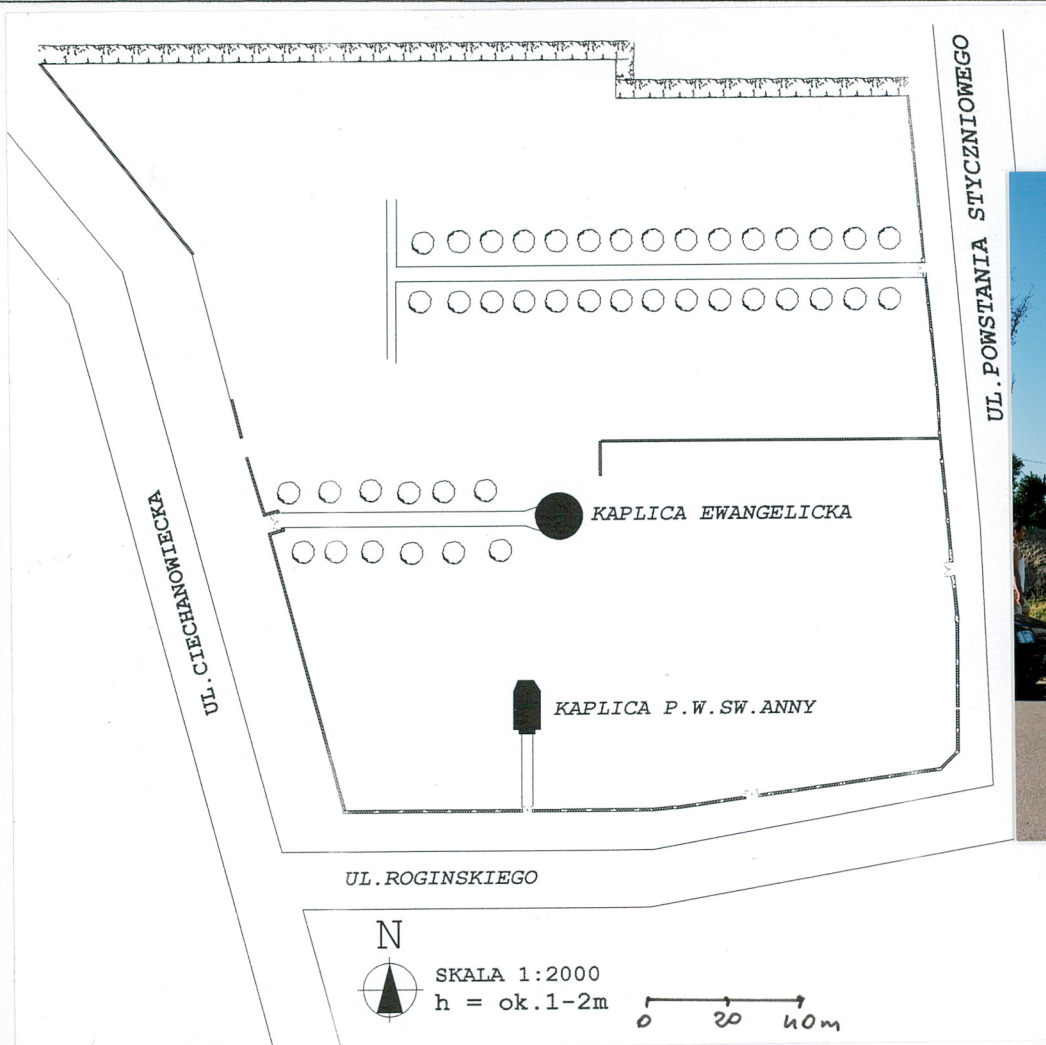 UL.POWSTANIA STYCZNIOWEGO
KAPLICA EWANGELICKA
UL.CIECHANOWIECKA
KAPLICA P.W.SW.ANNY
UL.ROGINSKIEGO
N
SKALA 1:2000
h = ok.1-2m
0 20 40m